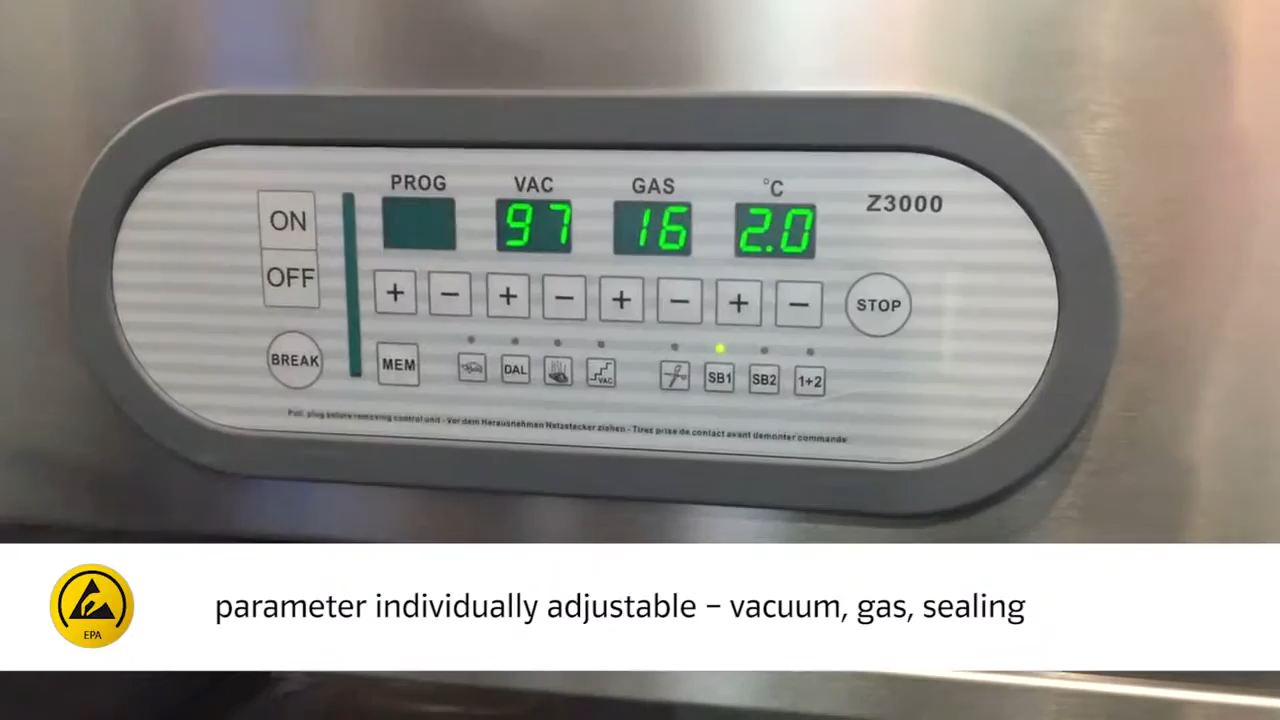 PROG VAC GAS °C Z3000
ON
97 16 2.0
OFF
+ − + − + − + − STOP
BREAK MEM DAL VAC SB1 SB2 1+2
Pull plug before removing control unit - Vor dem Herausnehmen Netzstecker ziehen - Tirez prise de contact avant demonter commande
EPA
parameter individually adjustable – vacuum, gas, sealing